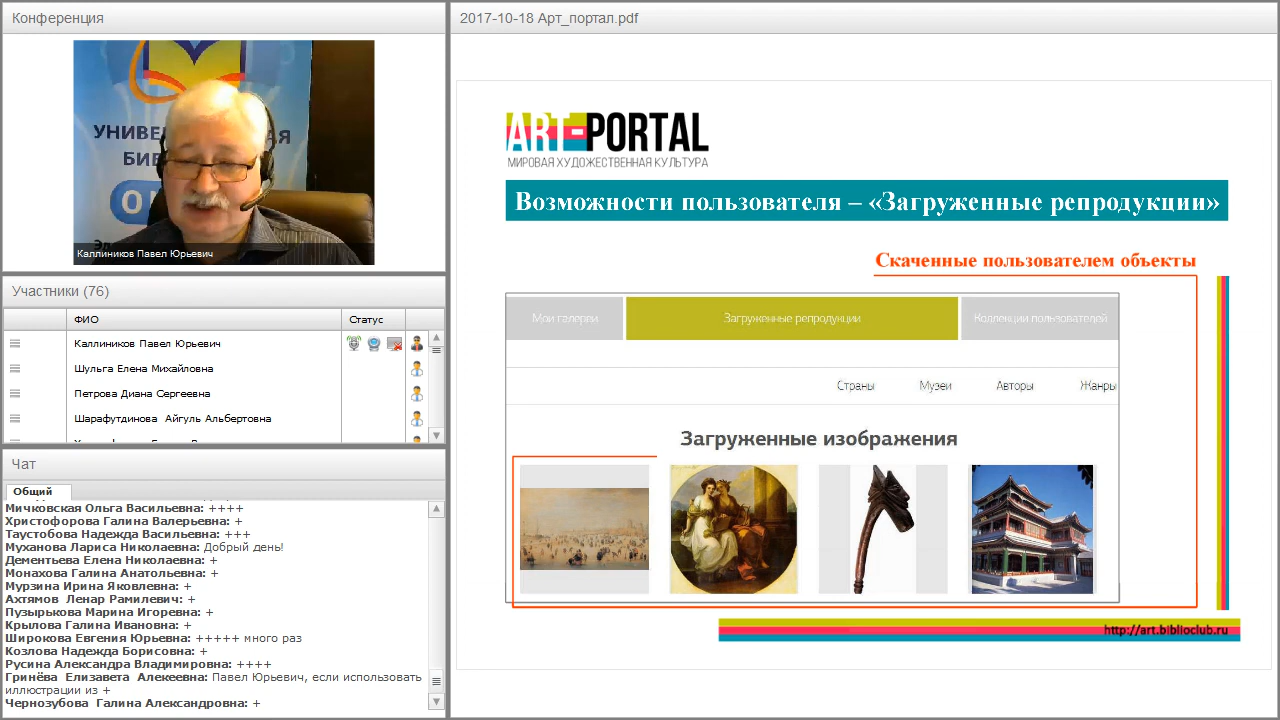 Конференция
УНИВЕ
АЯ
БИБ
О
Эл
Каллиников Павел Юрьевич
Участники (76)
ФИО
Статус
Каллиников Павел Юрьевич
Шульга Елена Михайловна
Петрова Диана Сергеевна
Шарафутдинова Айгуль Альбертовна
Чат
Общий
Мичковская Ольга Васильевна: ++++
Христофорова Галина Валерьевна: +
Таустобова Надежда Васильевна: +++
Муханова Лариса Николаевна: Добрый день!
Дементьева Елена Николаевна: +
Монахова Галина Анатольевна: +
Мурзина Ирина Яковлевна: +
Ахтямов Ленар Рамилевич: +
Пузырькова Марина Игоревна: +
Крылова Галина Ивановна: +
Широкова Евгения Юрьевна: +++++ много раз
Козлова Надежда Борисовна: +
Русина Александра Владимировна: ++++
Гринёва Елизавета Алекеевна: Павел Юрьевич, если использовать
иллюстрации из +
Чернозубова Галина Александровна: +
2017-10-18 Арт_портал.pdf
ART-PORTAL
МИРОВАЯ ХУДОЖЕСТВЕННАЯ КУЛЬТУРА
Возможности пользователя – «Загруженные репродукции»
Скаченные пользователем объекты
Мои галереи
Загруженные репродукции
Коллекции пользователей
Страны
Музеи
Авторы
Жанры
Загруженные изображения
http://art.biblioclub.ru